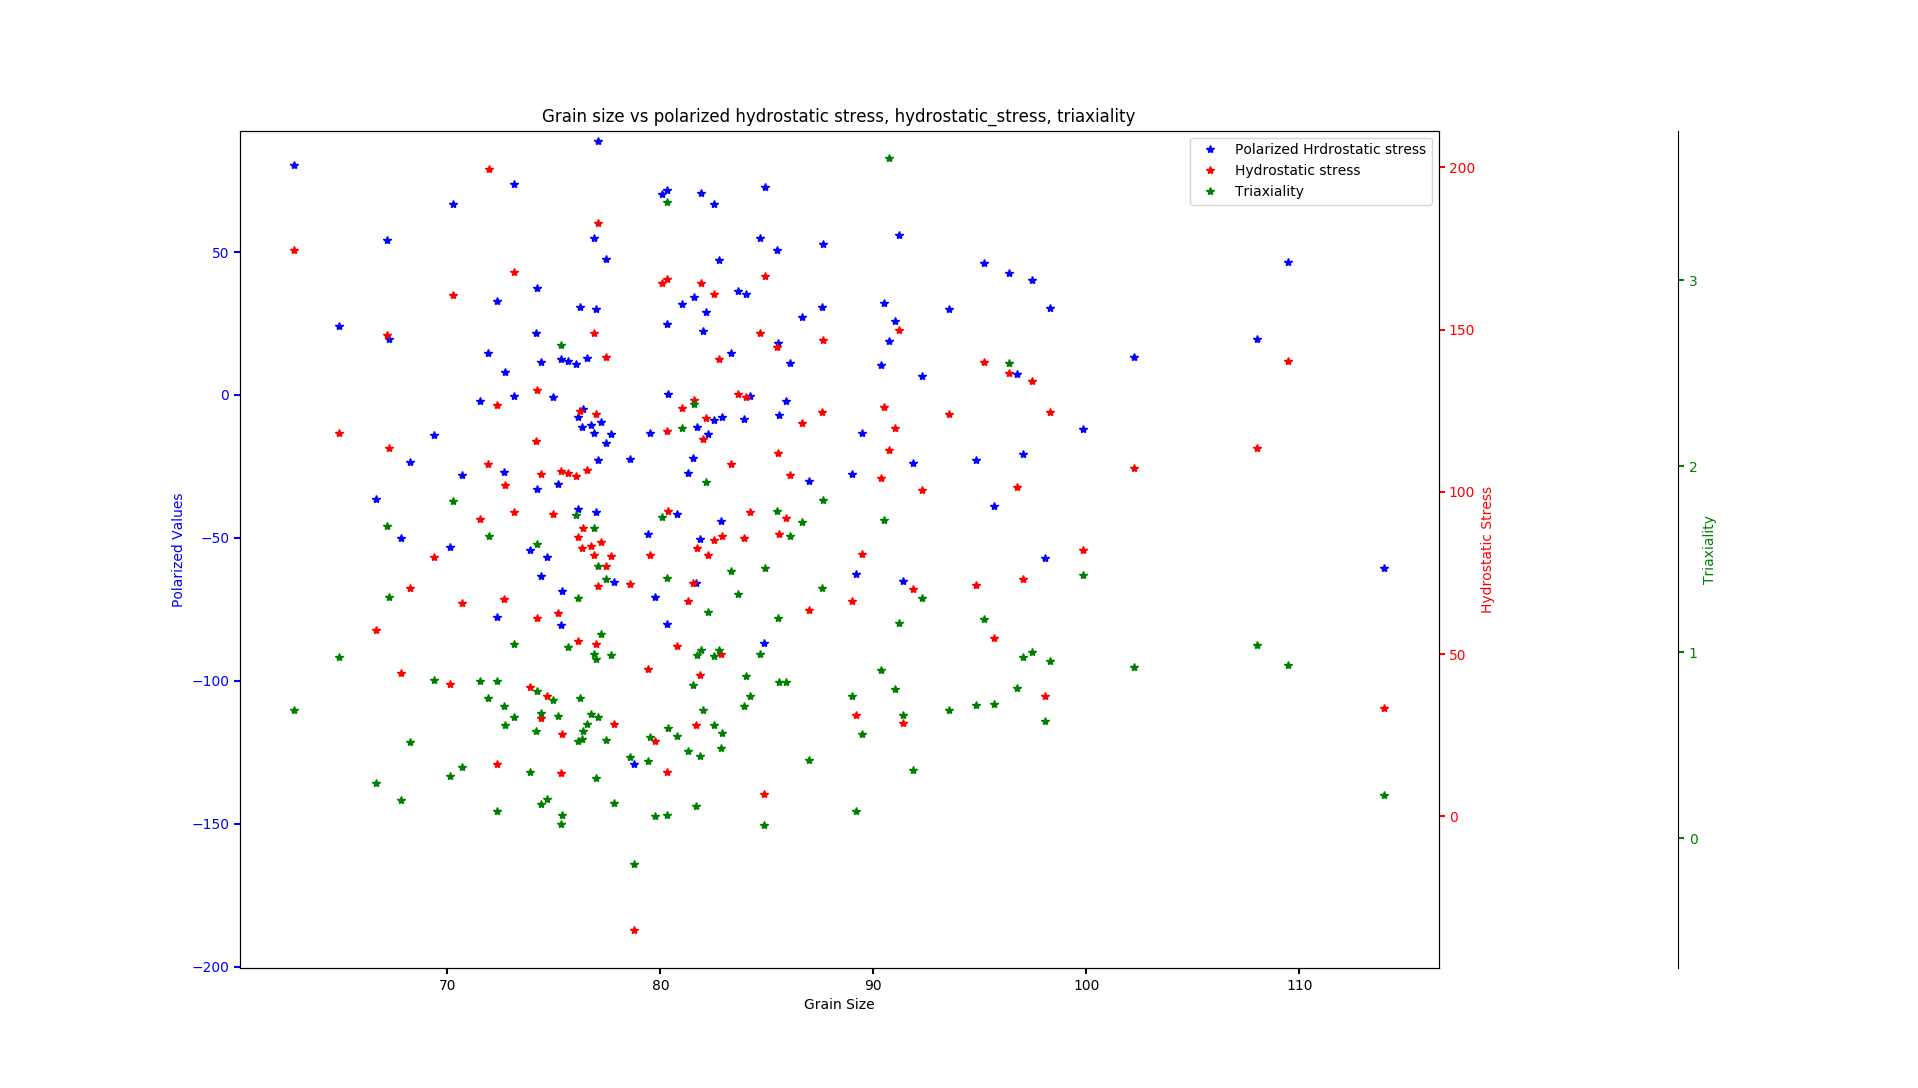 Grain size vs polarized hydrostatic stress, hydrostatic_stress, triaxiality
Polarized Hrdrostatic stress
Hydrostatic stress
Triaxiality
50
0
−50
−100
−150
−200
Polarized Values
200
150
100
50
0
Hydrostatic Stress
3
2
1
0
Triaxiality
70 80 90 100 110
Grain Size